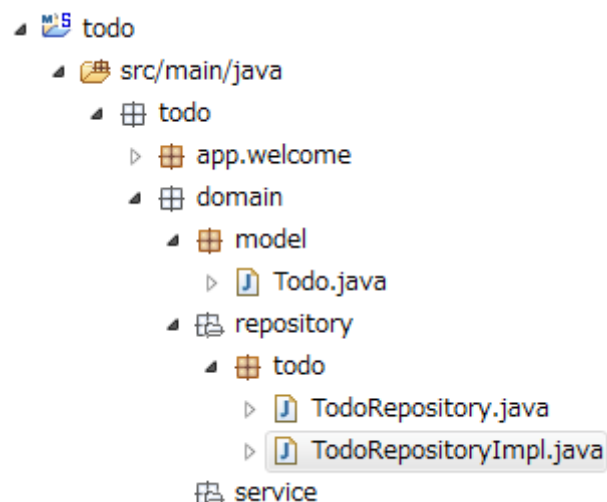 todo
src/main/java
todo
app.welcome
domain
model
Todo.java
repository
todo
TodoRepository.java
TodoRepositoryImpl.java
service